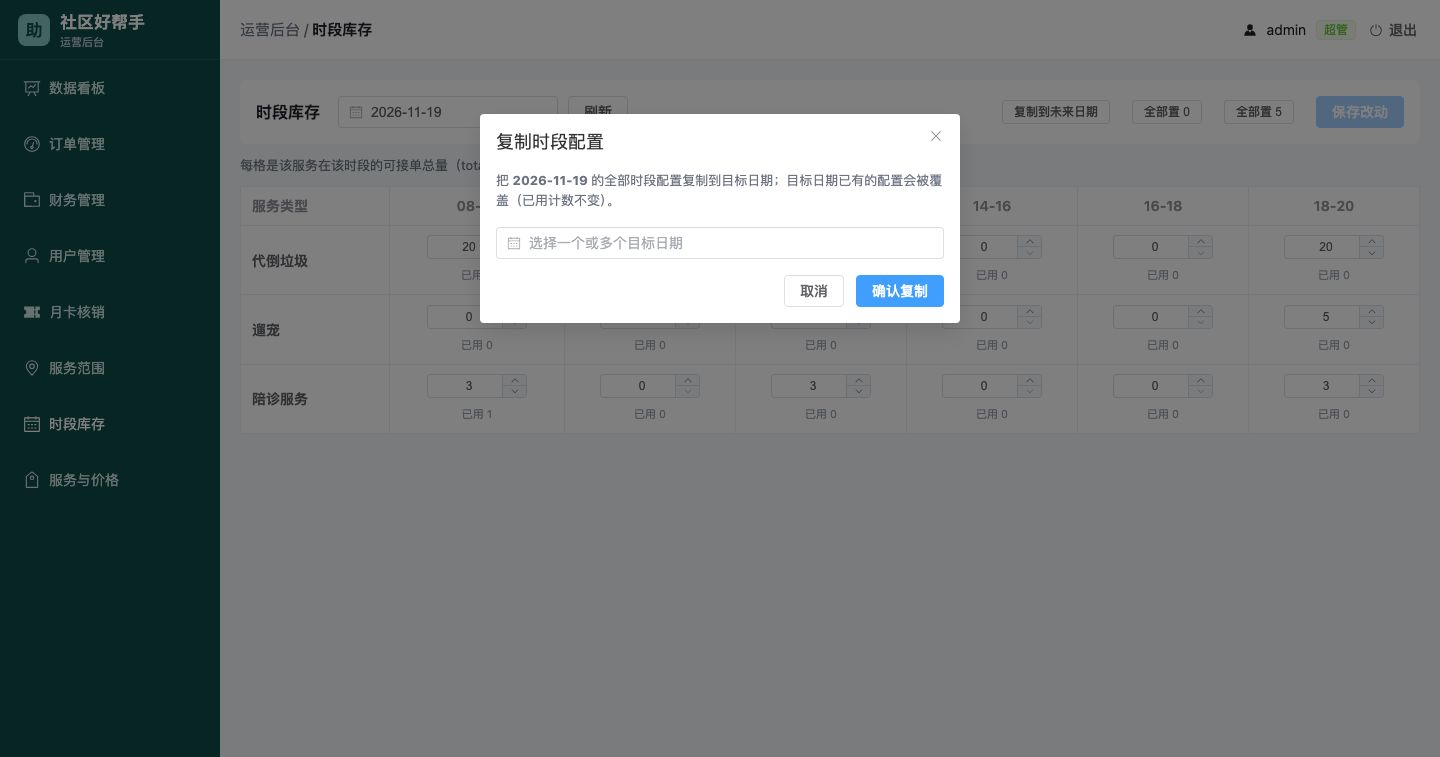 助
社区好帮手
运营后台
数据看板
订单管理
财务管理
用户管理
月卡核销
服务范围
时段库存
服务与价格
运营后台 / 时段库存
admin 超管 退出
时段库存 2026-11-19 刷新 复制到未来日期 全部置 0 全部置 5 保存改动
复制时段配置
把 2026-11-19 的全部时段配置复制到目标日期；目标日期已有的配置会被覆
盖（已用计数不变）。
选择一个或多个目标日期
取消 确认复制
每格是该服务在该时段的可接单总量
服务类型 08- 14-16 16-18 18-20
代倒垃圾 20 0 0 20
已用 0 已用 0 已用 0
遛宠 0 0 0 5
已用 0 已用 0 已用 0 已用 0 已用 0 已用 0
陪诊服务 3 0 3 0 0 3
已用 1 已用 0 已用 0 已用 0 已用 0 已用 0